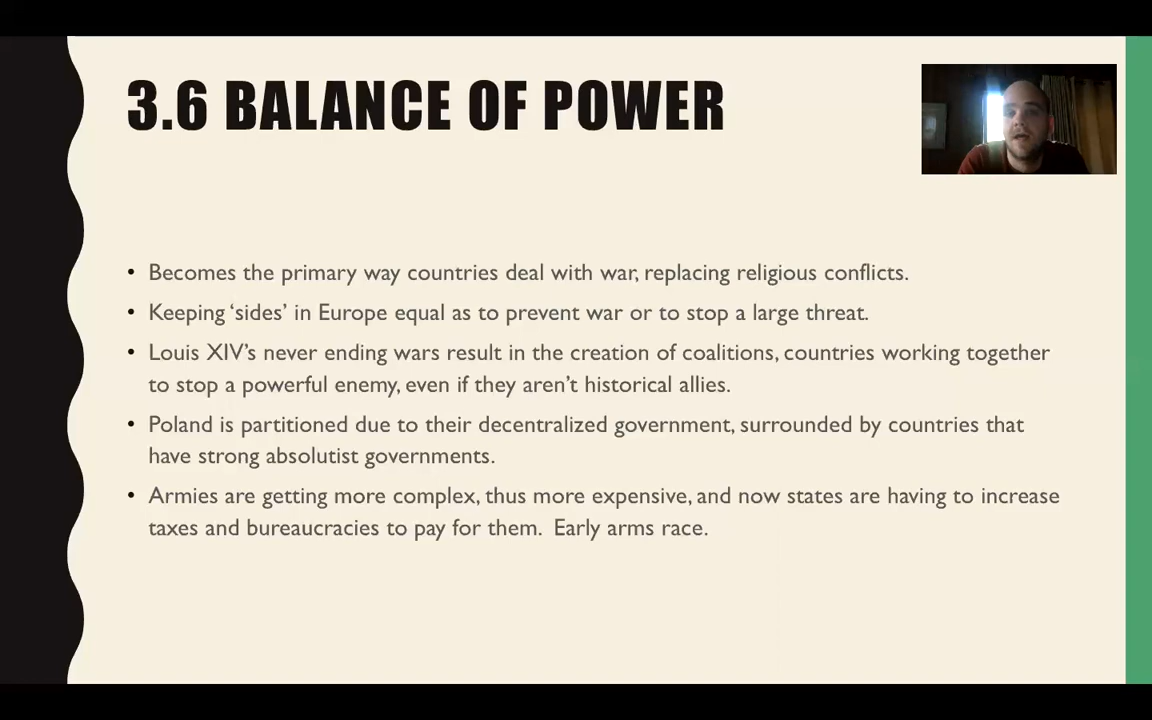 3.6 BALANCE OF POWER
• Becomes the primary way countries deal with war, replacing religious conflicts.
• Keeping ‘sides’ in Europe equal as to prevent war or to stop a large threat.
• Louis XIV’s never ending wars result in the creation of coalitions, countries working together
to stop a powerful enemy, even if they aren’t historical allies.
• Poland is partitioned due to their decentralized government, surrounded by countries that
have strong absolutist governments.
• Armies are getting more complex, thus more expensive, and now states are having to increase
taxes and bureaucracies to pay for them.  Early arms race.